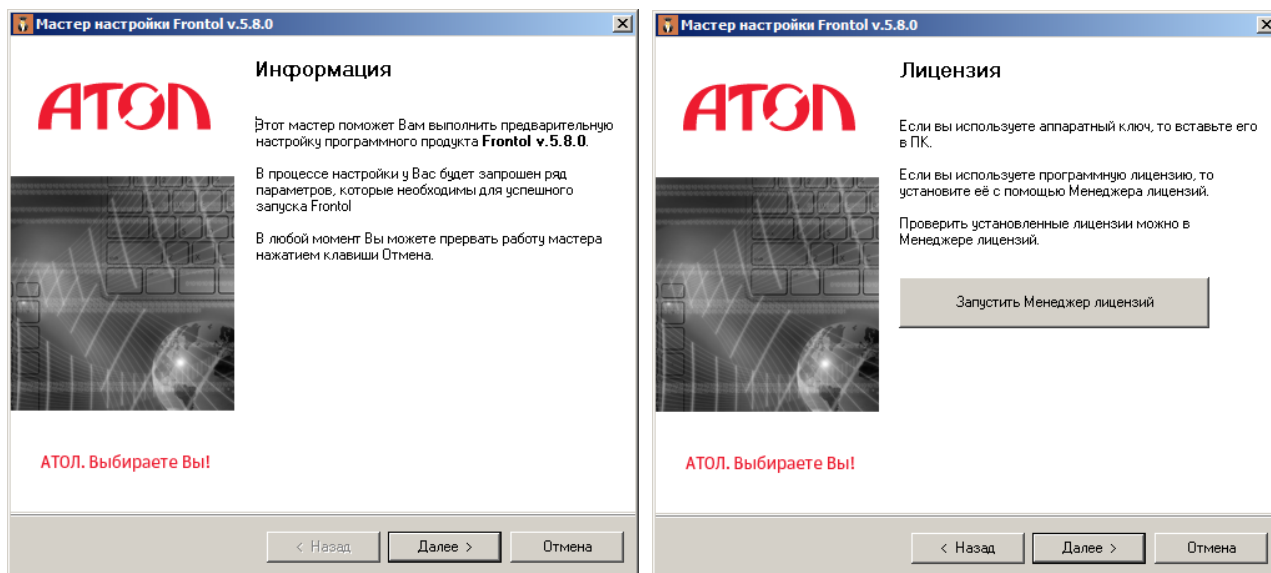 Мастер настройки Frontol v.5.8.0
АТОЛ
Информация
Этот мастер поможет Вам выполнить предварительную
настройку программного продукта Frontol v.5.8.0.
В процессе настройки у Вас будет запрошен ряд
параметров, которые необходимы для успешного
запуска Frontol
В любой момент Вы можете прервать работу мастера
нажатием клавиши Отмена.
АТОЛ. Выбираете Вы!
< Назад
Далее >
Отмена
Мастер настройки Frontol v.5.8.0
АТОЛ
Лицензия
Если вы используете аппаратный ключ, то вставьте его
в ПК.
Если вы используете программную лицензию, то
установите её с помощью Менеджера лицензий.
Проверить установленные лицензии можно в
Менеджере лицензий.
Запустить Менеджер лицензий
АТОЛ. Выбираете Вы!
< Назад
Далее >
Отмена